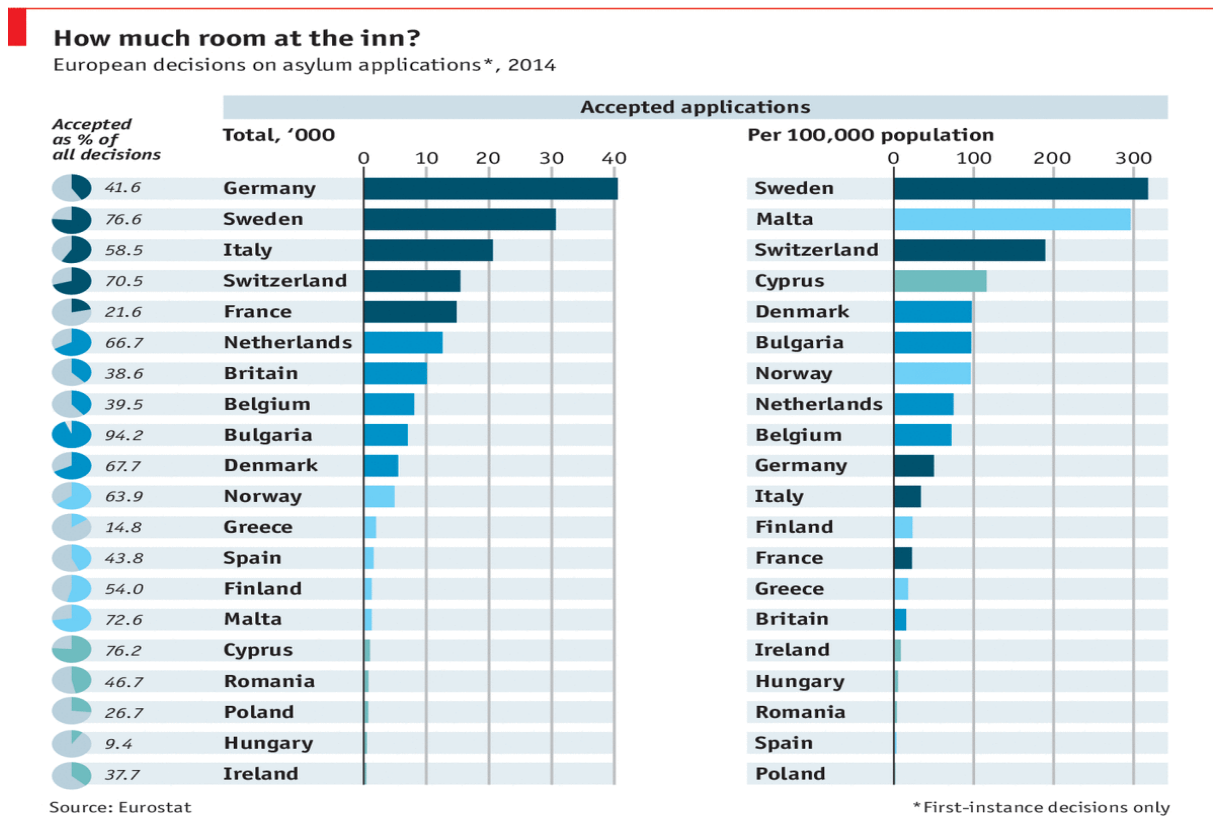 How much room at the inn?
European decisions on asylum applications*, 2014
Accepted applications
Accepted
as % of
all decisions
Total, ‘000
0 10 20 30 40
41.6 Germany
76.6 Sweden
58.5 Italy
70.5 Switzerland
21.6 France
66.7 Netherlands
38.6 Britain
39.5 Belgium
94.2 Bulgaria
67.7 Denmark
63.9 Norway
14.8 Greece
43.8 Spain
54.0 Finland
72.6 Malta
76.2 Cyprus
46.7 Romania
26.7 Poland
9.4 Hungary
37.7 Ireland
Per 100,000 population
0 100 200 300
Sweden
Malta
Switzerland
Cyprus
Denmark
Bulgaria
Norway
Netherlands
Belgium
Germany
Italy
Finland
France
Greece
Britain
Ireland
Hungary
Romania
Spain
Poland
Source: Eurostat
*First-instance decisions only